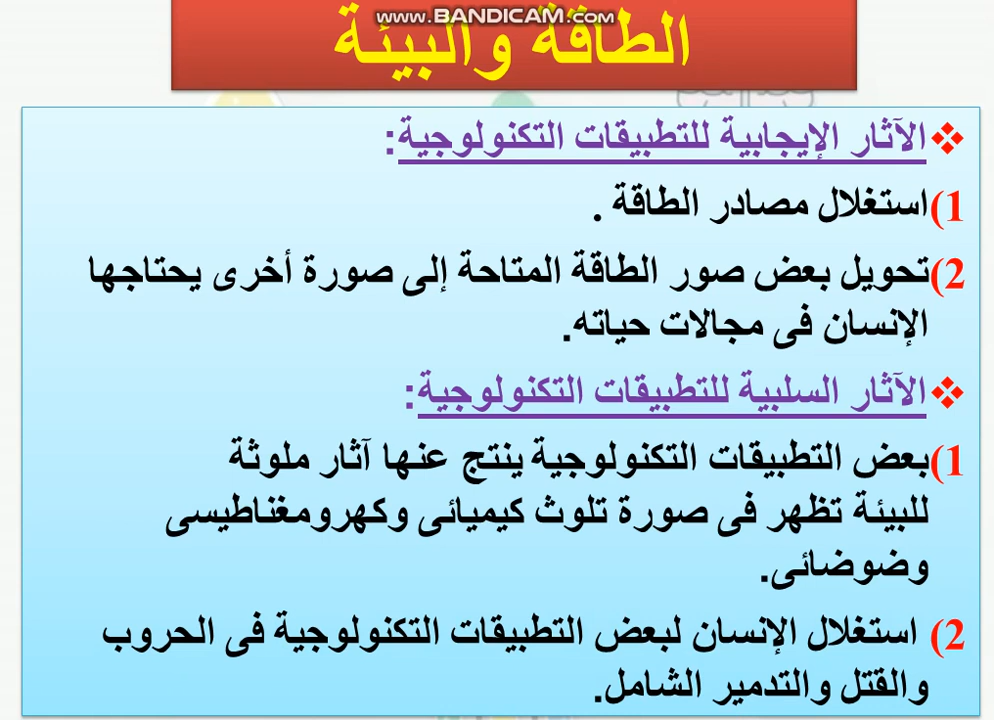 www.BANDICAM.com
الطاقة والبيئة
❖الآثار الإيجابية للتطبيقات التكنولوجية:
1)استغلال مصادر الطاقة .
2)تحويل بعض صور الطاقة المتاحة إلى صورة أخرى يحتاجها
الإنسان فى مجالات حياته.
❖الآثار السلبية للتطبيقات التكنولوجية:
1)بعض التطبيقات التكنولوجية ينتج عنها آثار ملوثة
للبيئة تظهر فى صورة تلوث كيميائى وكهرومغناطيسى
وضوضائى.
2) استغلال الإنسان لبعض التطبيقات التكنولوجية فى الحروب
والقتل والتدمير الشامل.